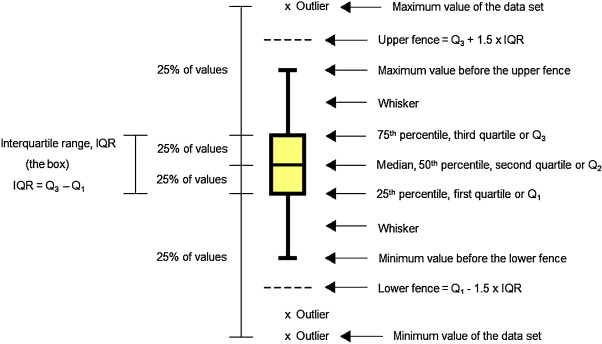 x Outlier
Maximum value of the data set
Upper fence = Q3 + 1.5 x IQR
25% of values
Maximum value before the upper fence
Whisker
75th percentile, third quartile or Q3
Interquartile range, IQR
(the box)
IQR = Q3 – Q1
25% of values
Median, 50th percentile, second quartile or Q2
25% of values
25th percentile, first quartile or Q1
Whisker
25% of values
Minimum value before the lower fence
Lower fence = Q1 - 1.5 x IQR
x Outlier
x Outlier
Minimum value of the data set